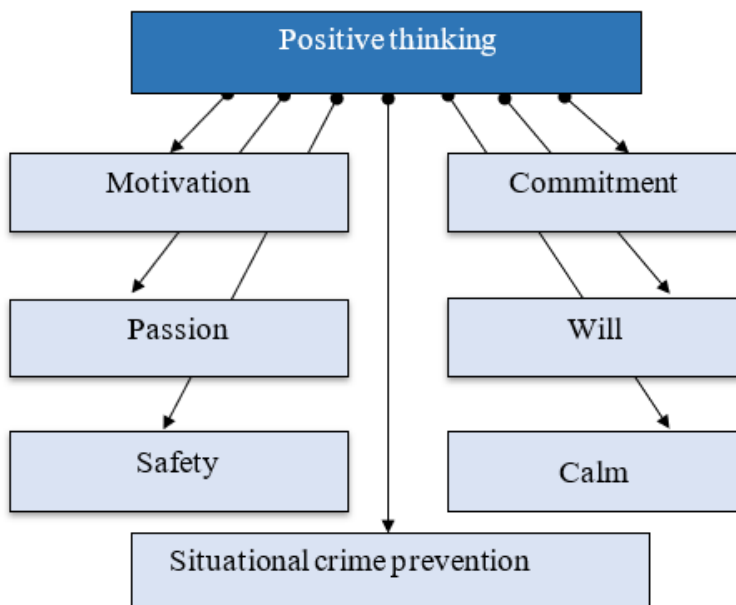 Positive thinking
Motivation
Commitment
Passion
Will
Safety
Calm
Situational crime prevention